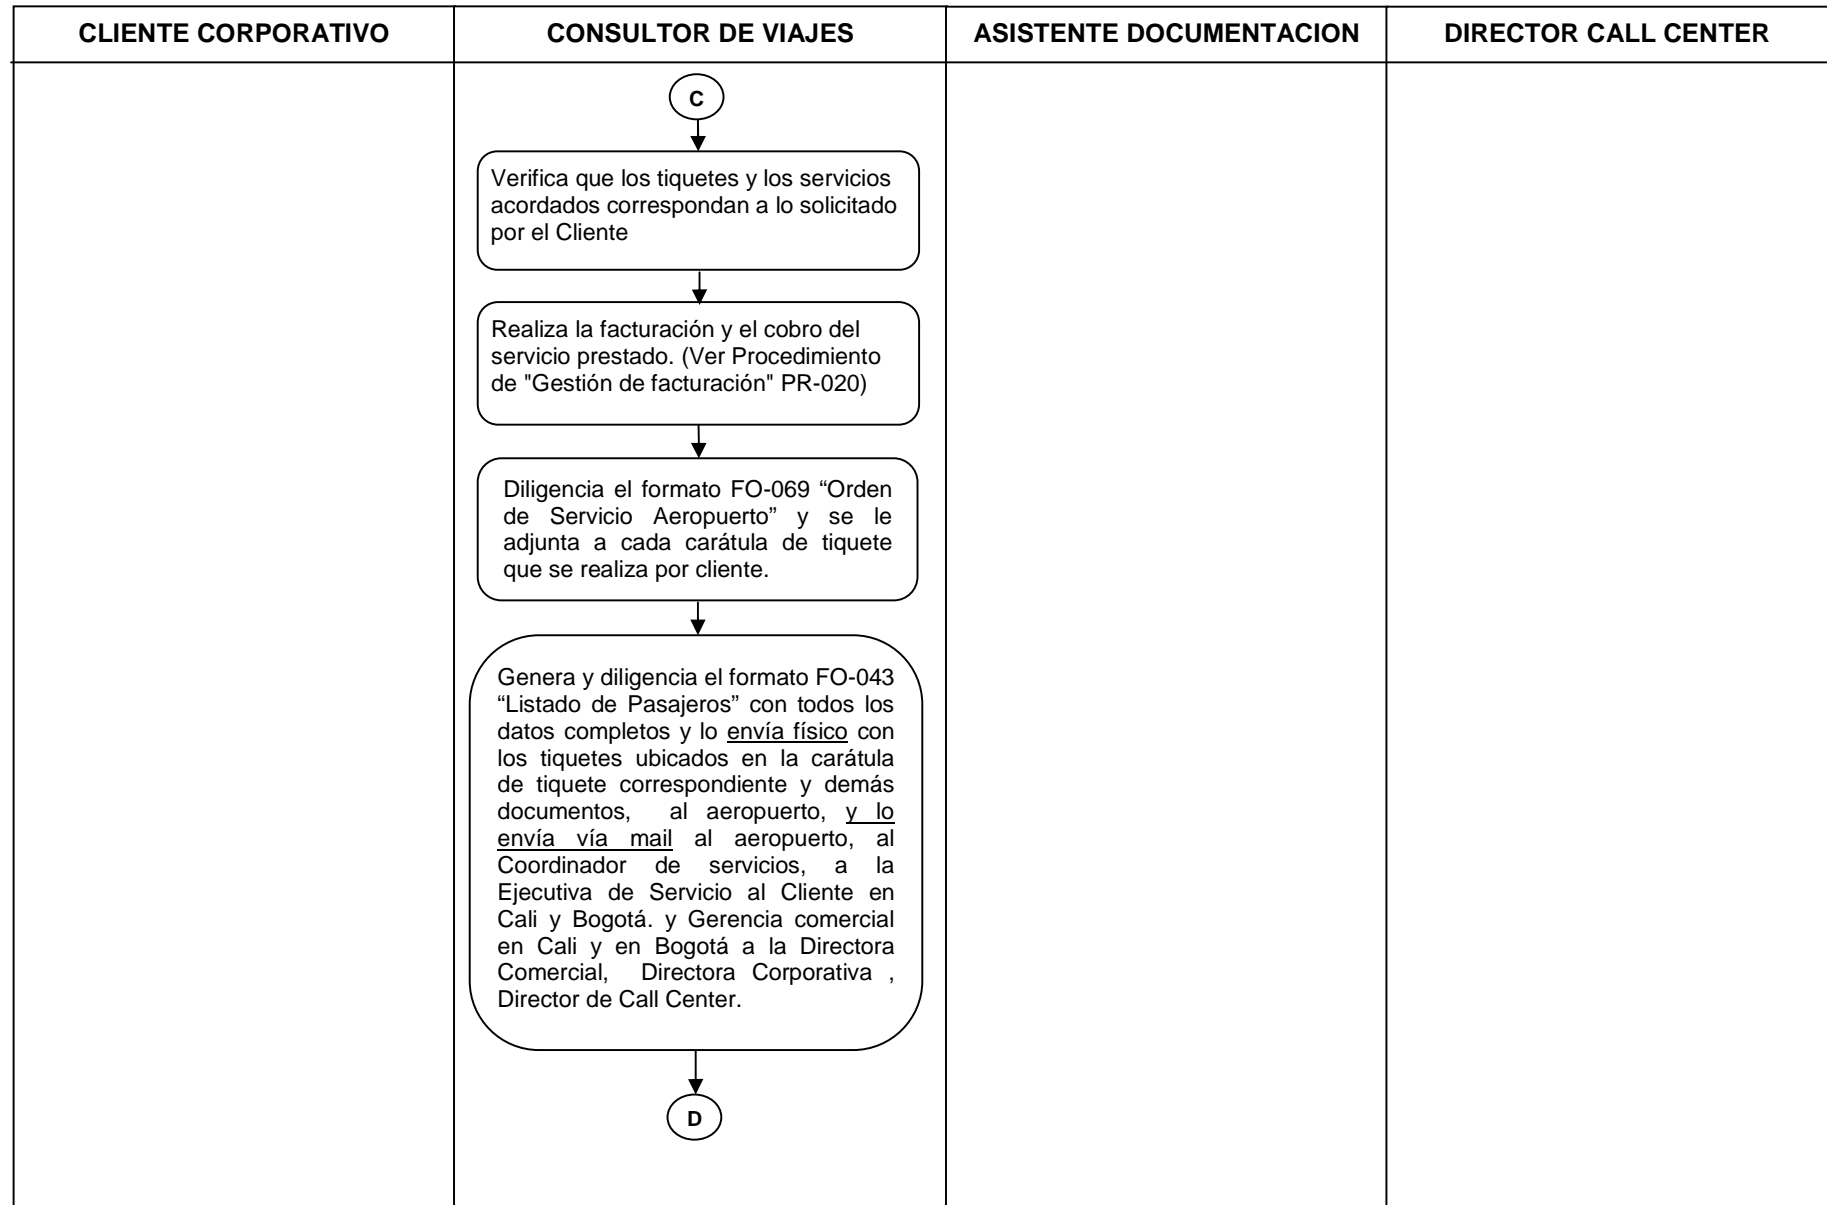 CLIENTE CORPORATIVO
CONSULTOR DE VIAJES
ASISTENTE DOCUMENTACION
DIRECTOR CALL CENTER
C
Verifica que los tiquetes y los servicios
acordados correspondan a lo solicitado
por el Cliente
Realiza la facturación y el cobro del
servicio prestado. (Ver Procedimiento
de "Gestión de facturación" PR-020)
Diligencia el formato FO-069 “Orden
de Servicio Aeropuerto” y se le
adjunta a cada carátula de tiquete
que se realiza por cliente.
Genera y diligencia el formato FO-043
“Listado de Pasajeros” con todos los
datos completos y lo envía físico con
los tiquetes ubicados en la carátula
de tiquete correspondiente y demás
documentos, al aeropuerto, y lo
envía vía mail al aeropuerto, al
Coordinador de servicios, a la
Ejecutiva de Servicio al Cliente en
Cali y Bogotá. y Gerencia comercial
en Cali y en Bogotá a la Directora
Comercial, Directora Corporativa ,
Director de Call Center.
D